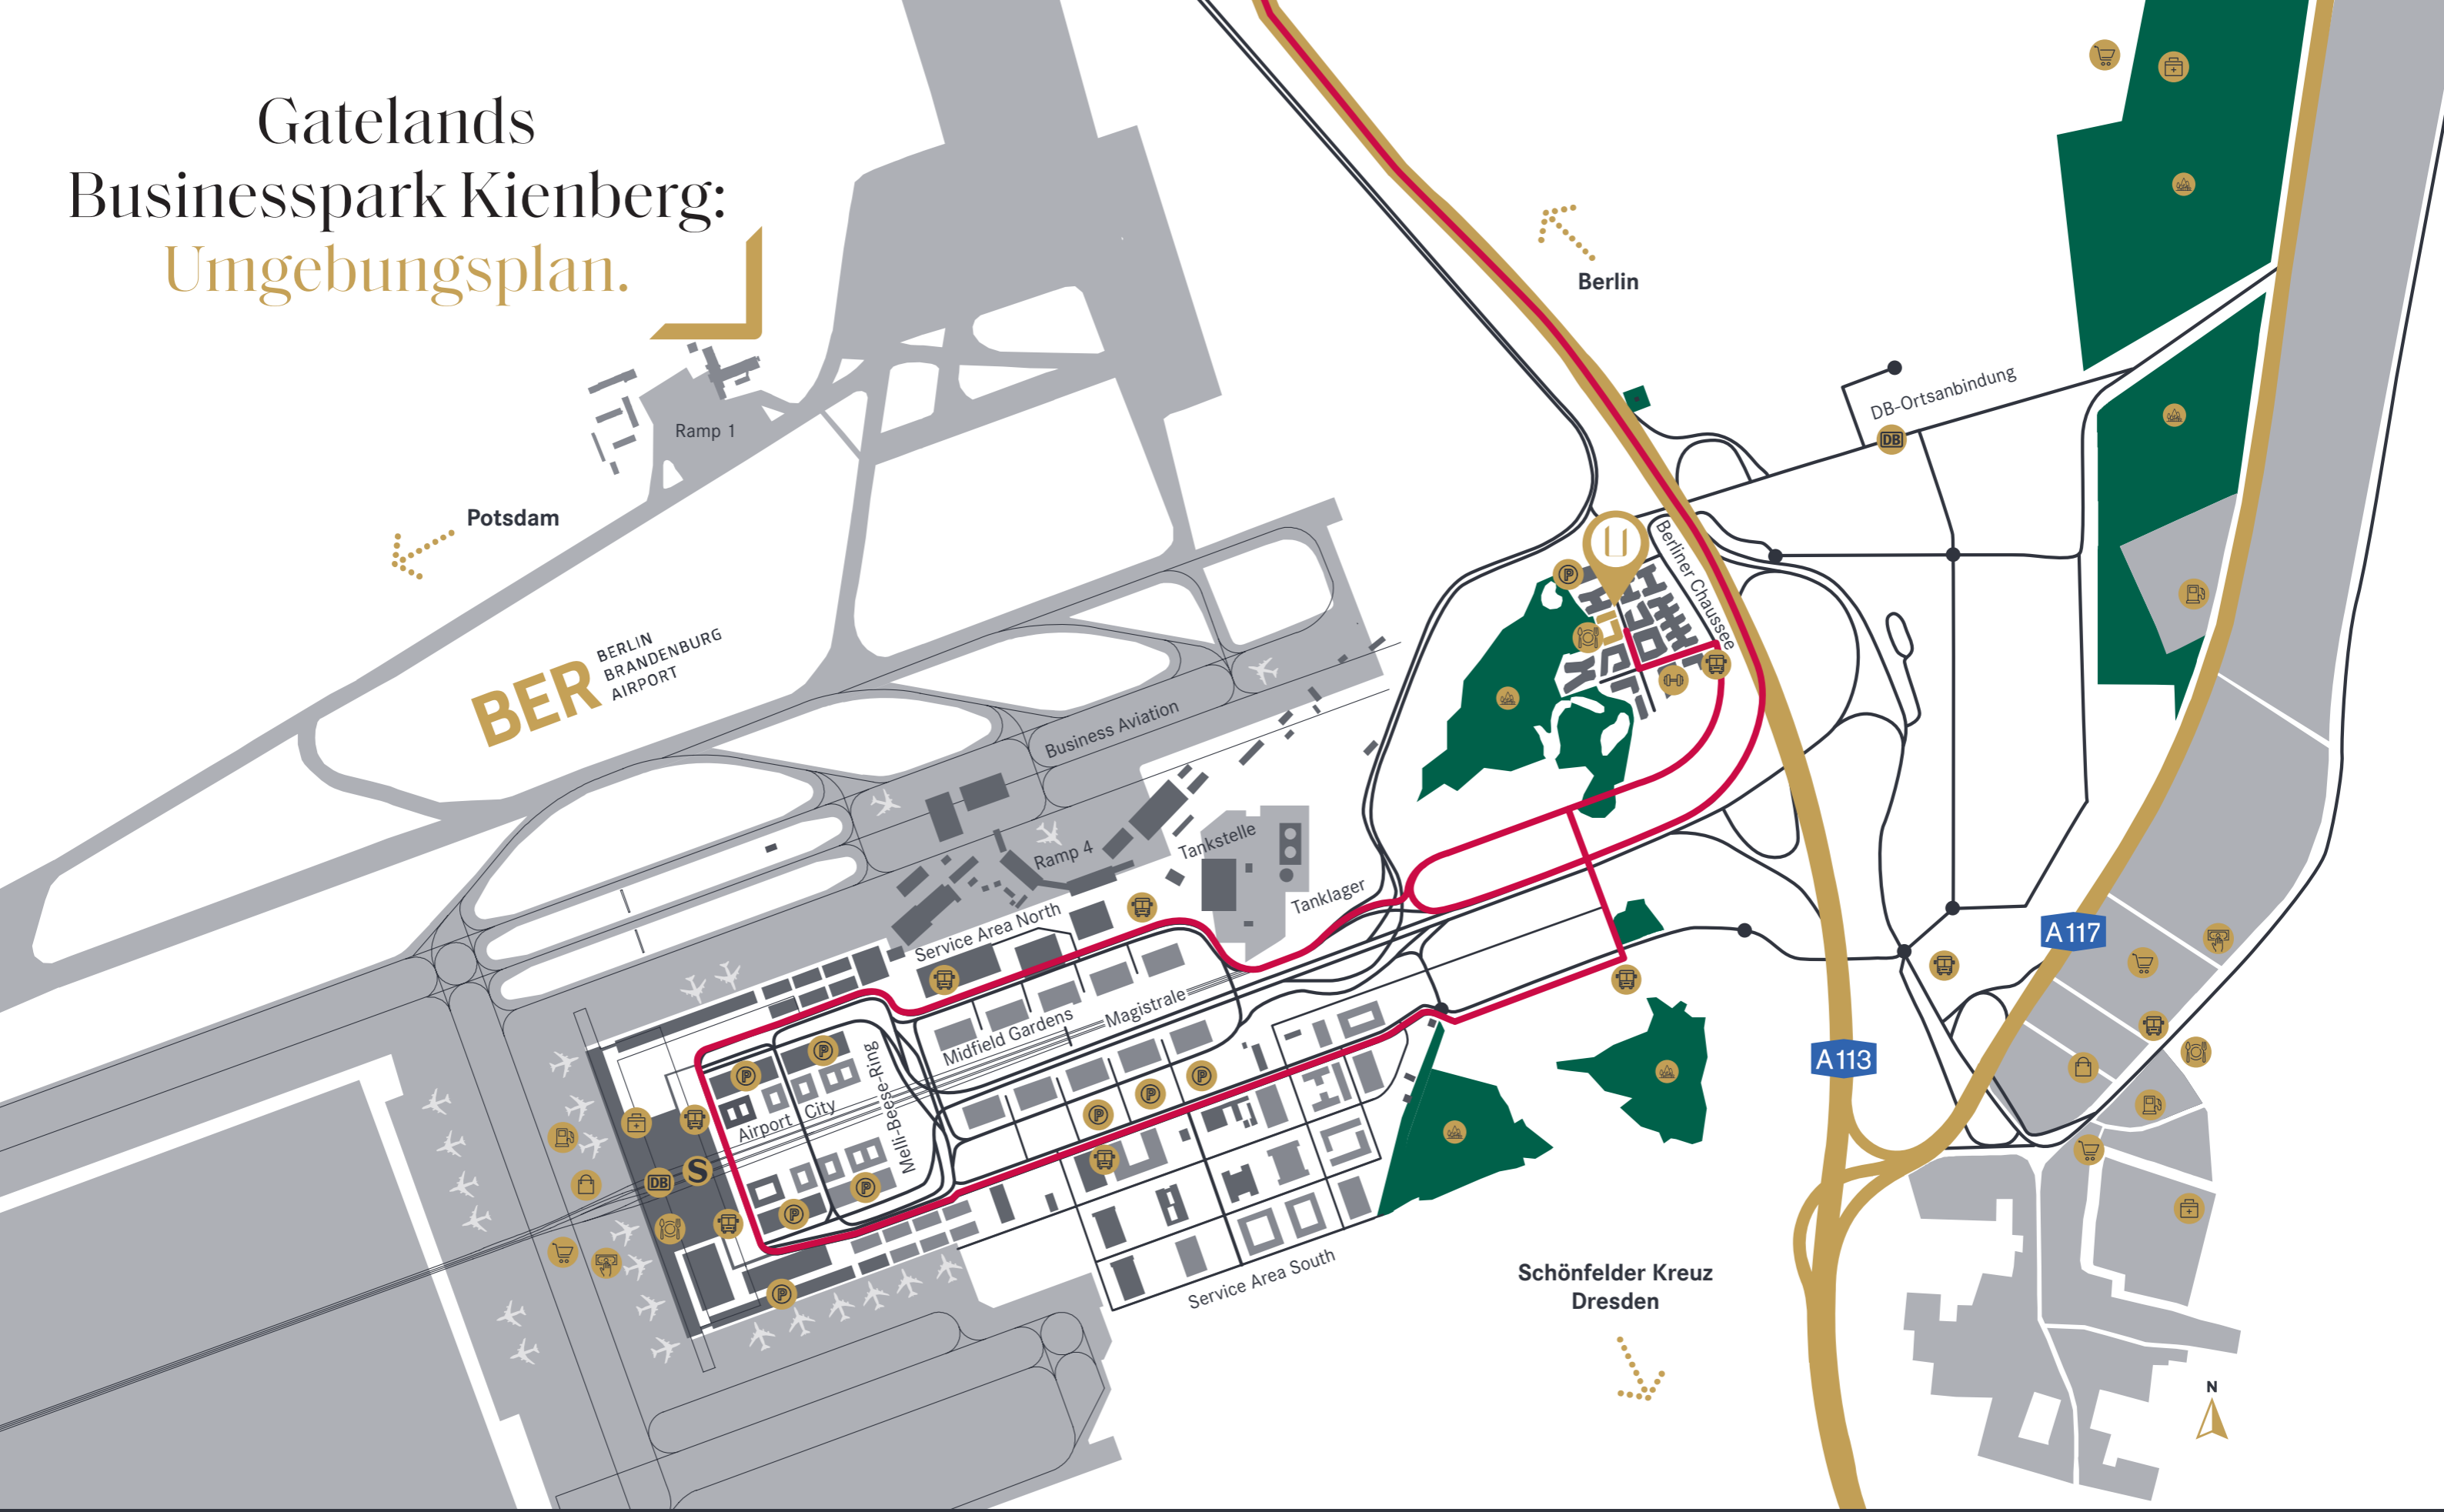 Gatelands
Businesspark Kienberg:
Umgebungsplan.
Berlin
DB-Ortsanbindung
DB
Ramp 1
Potsdam
Berliner Chaussee
P
BER
BERLIN
BRANDENBURG
AIRPORT
Business Aviation
Ramp 4
Tankstelle
Tanklager
Service Area North
A 117
Midfield Gardens
Magistrale
A 113
Melli-Beese-Ring
P
P
P
P
P
Airport City
DB
S
P
P
P
Service Area South
Schönfelder Kreuz
Dresden
N